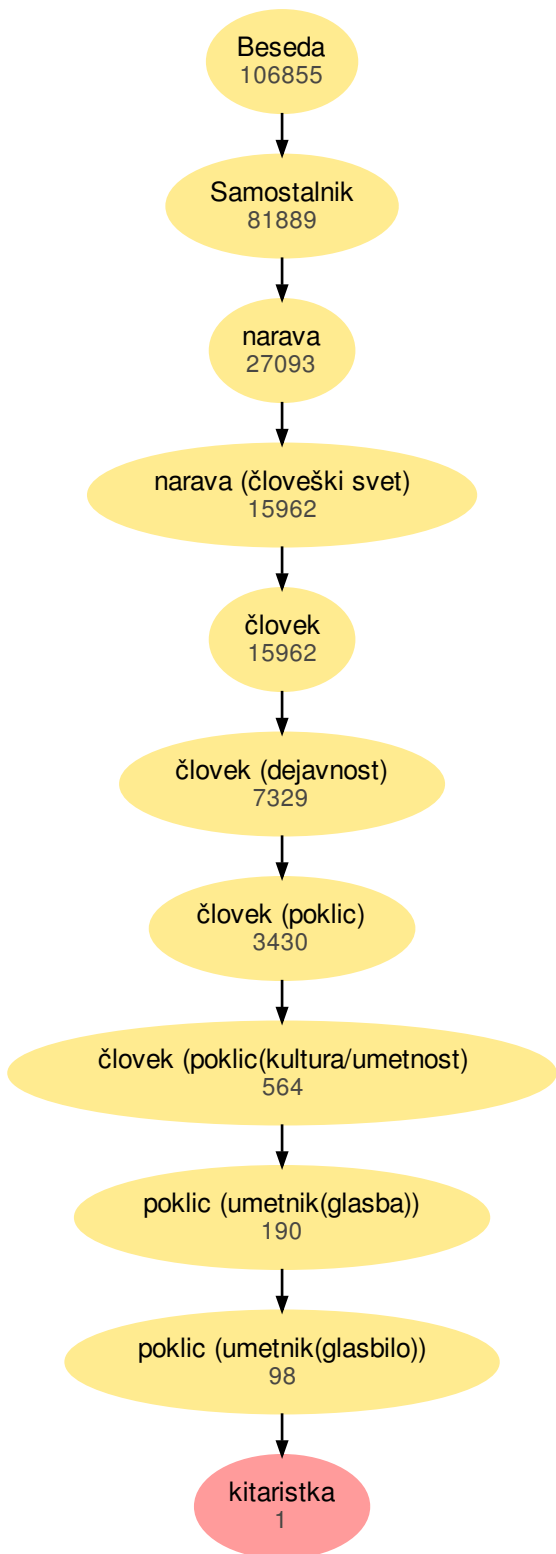 Beseda
106855
Samostalnik
81889
narava
27093
narava (človeški svet)
15962
človek
15962
človek (dejavnost)
7329
človek (poklic)
3430
človek (poklic(kultura/umetnost)
564
poklic (umetnik(glasba))
190
poklic (umetnik(glasbilo))
98
kitaristka
1